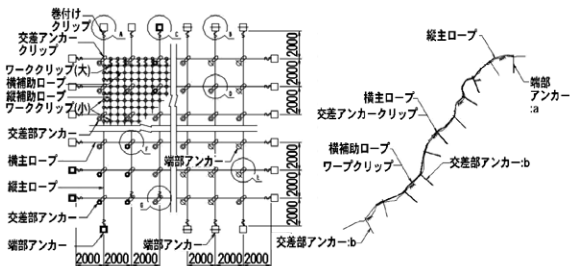 巻付け
クリップ
交差アンカー
クリップ
ワーククリップ(大)
横補助ロープ
縦補助ロープ
ワーククリップ(小)
交差部アンカー
横主ロープ
縦主ロープ
交差部アンカー
端部アンカー
端部アンカー
端部アンカー
A
C
B
2000
2000
2000
2000
2000
2000
2000
2000
2000
2000
2000
縦主ロープ
端部
アンカー
:a
横主ロープ
交差アンカークリップ
横補助ロープ
ワープクリップ
交差部アンカー:b
交差部アンカー:b